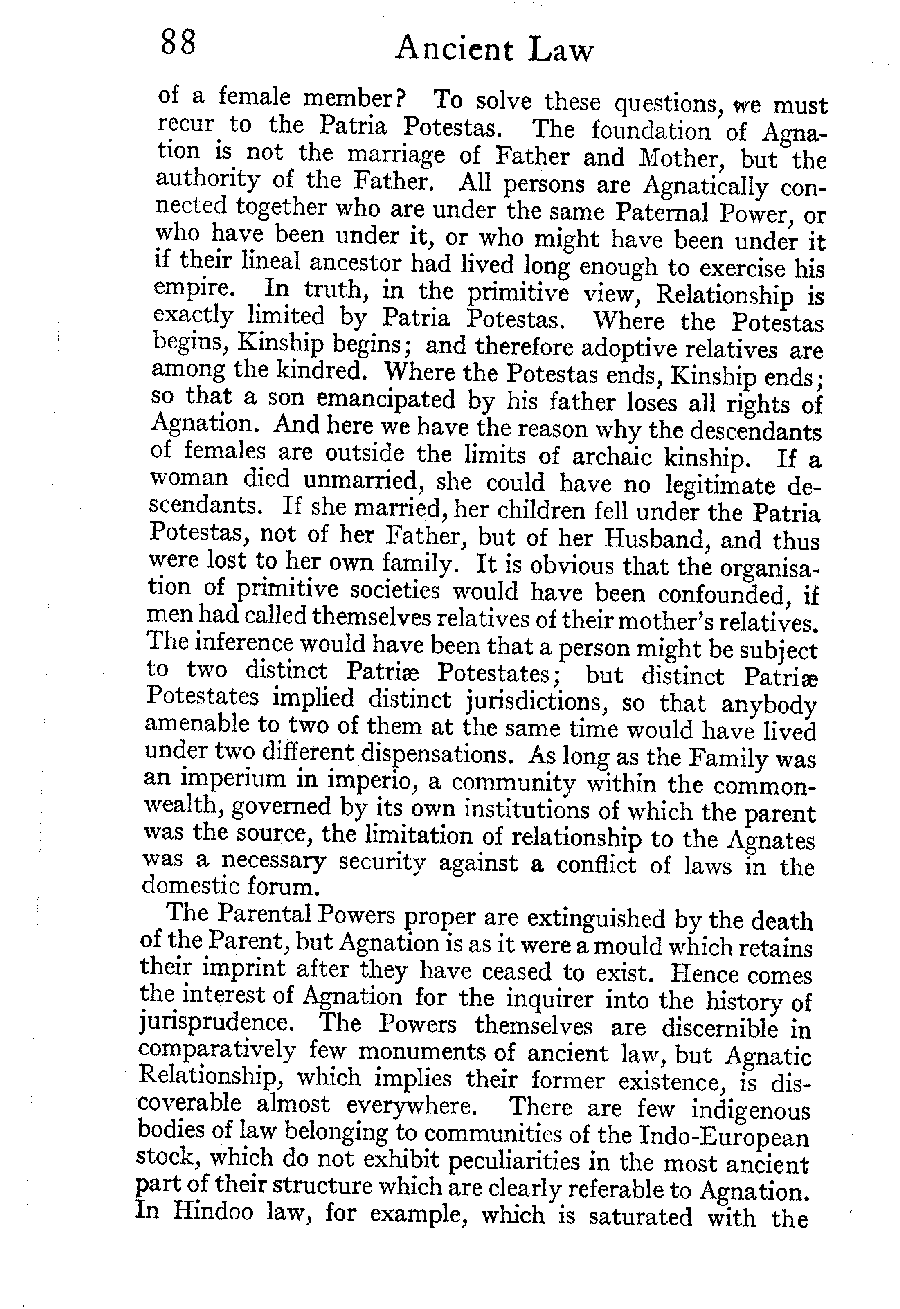 88 Ancient Law
of a female member? To solve these questions, we must
recur to the Patria Potestas. The foundation of Agna-
tion is not the marriage of Father and Mother, but the
authority of the Father. All persons are Agnatically con-
nected together who are under the same Paternal Power, or
who have been under it, or who might have been under it
if their lineal ancestor had lived long enough to exercise his
empire. In truth, in the primitive view, Relationship is
exactly limited by Patria Potestas. Where the Potestas
begins, Kinship begins; and therefore adoptive relatives are
among the kindred. Where the Potestas ends, Kinship ends;
so that a son emancipated by his father loses all rights of
Agnation. And here we have the reason why the descendants
of females are outside the limits of archaic kinship. If a
woman died unmarried, she could have no legitimate de-
scendants. If she married, her children fell under the Patria
Potestas, not of her Father, but of her Husband, and thus
were lost to her own family. It is obvious that the organisa-
tion of primitive societies would have been confounded, if
men had called themselves relatives of their mother's relatives.
The inference would have been that a person might be subject
to two distinct Patriæ Potestates; but distinct Patriæ
Potestates implied distinct jurisdictions, so that anybody
amenable to two of them at the same time would have lived
under two different dispensations. As long as the Family was
an imperium in imperio, a community within the common-
wealth, governed by its own institutions of which the parent
was the source, the limitation of relationship to the Agnates
was a necessary security against a conflict of laws in the
domestic forum.
The Parental Powers proper are extinguished by the death
of the Parent, but Agnation is as it were a mould which retains
their imprint after they have ceased to exist. Hence comes
the interest of Agnation for the inquirer into the history of
jurisprudence. The Powers themselves are discernible in
comparatively few monuments of ancient law, but Agnatic
Relationship, which implies their former existence, is dis-
coverable almost everywhere. There are few indigenous
bodies of law belonging to communities of the Indo-European
stock, which do not exhibit peculiarities in the most ancient
part of their structure which are clearly referable to Agnation.
In Hindoo law, for example, which is saturated with the